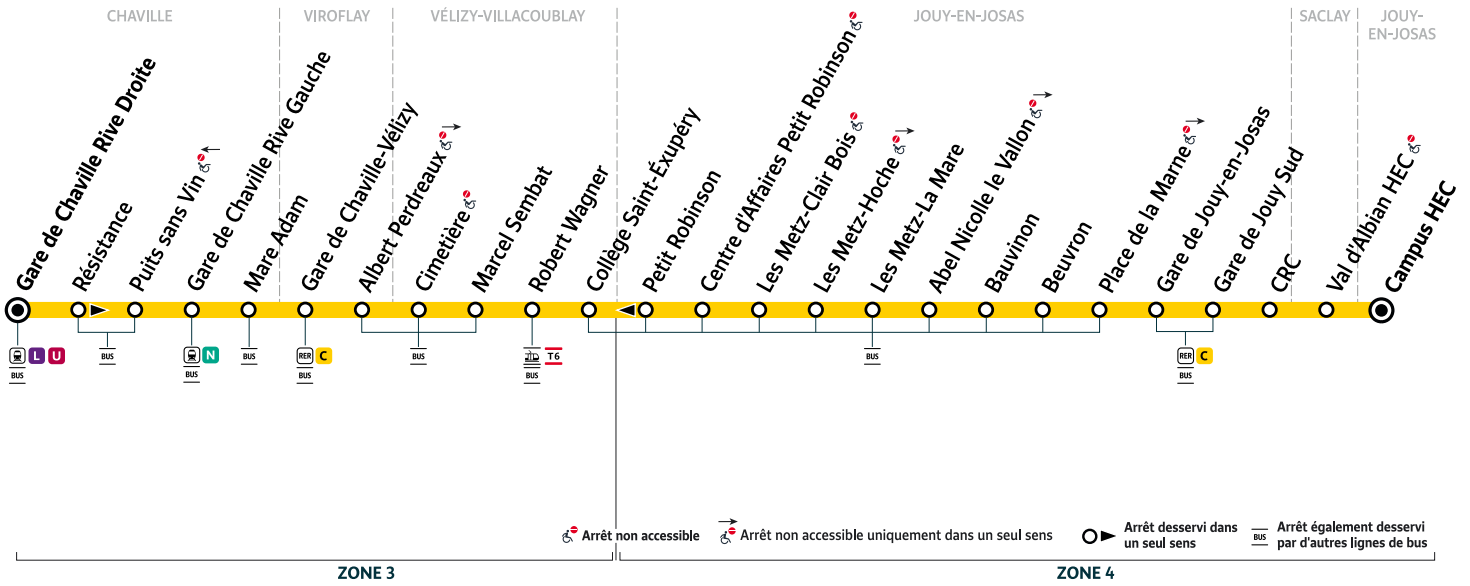 CHAVILLE
VIROFLAY
VÉLIZY-VILLACOUBLAY
JOUY-EN-JOSAS
SACLAY
JOUY-
EN-JOSAS
Gare de Chaville Rive Droite
Résistance
Puits sans Vin
Gare de Chaville Rive Gauche
Mare Adam
Gare de Chaville-Vélizy
Albert Perdreaux
Cimetière
Marcel Sembat
Robert Wagner
Collège Saint-Éxupéry
Petit Robinson
Centre d'Affaires Petit Robinson
Les Metz-Clair Bois
Les Metz-Hoche
Les Metz-La Mare
Abel Nicolle le Vallon
Bauvinon
Beuvron
Place de la Marne
Gare de Jouy-en-Josas
Gare de Jouy Sud
CRC
Val d'Albian HEC
Campus HEC
L U
BUS
BUS
N
BUS
BUS
RER C
BUS
BUS
T6
BUS
BUS
RER C
BUS
Arrêt non accessible
Arrêt non accessible uniquement dans un seul sens
Arrêt desservi dans
un seul sens
BUS
Arrêt également desservi
par d'autres lignes de bus
ZONE 3
ZONE 4